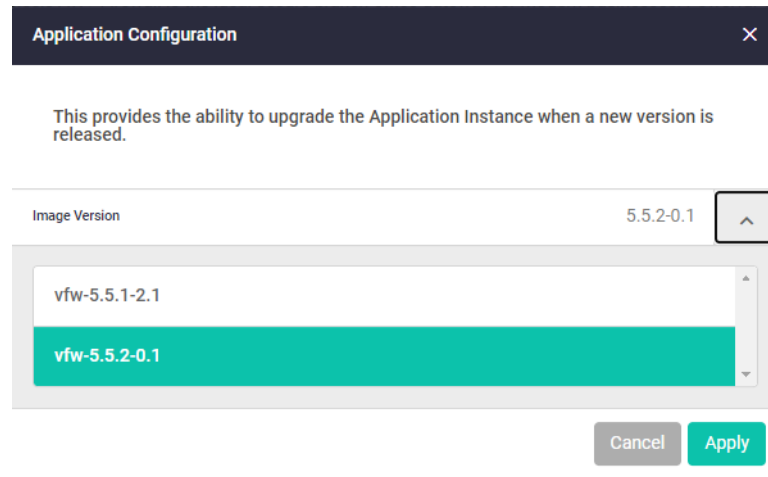 Application Configuration
This provides the ability to upgrade the Application Instance when a new version is
released.
Image Version 5.5.2-0.1
vfw-5.5.1-2.1
vfw-5.5.2-0.1
Cancel Apply